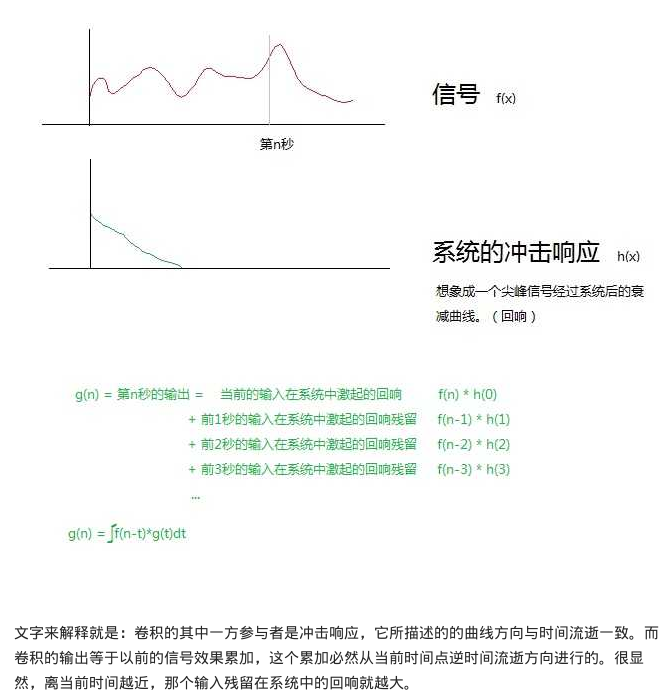 信号 f(x)
第n秒
系统的冲击响应 h(x)
想象成一个尖峰信号经过系统后的衰
减曲线。（回响）
g(n) = 第n秒的输出 = 当前的输入在系统中激起的回响 f(n) * h(0)
+ 前1秒的输入在系统中激起的回响残留 f(n-1) * h(1)
+ 前2秒的输入在系统中激起的回响残留 f(n-2) * h(2)
+ 前3秒的输入在系统中激起的回响残留 f(n-3) * h(3)
...
g(n) = ∫f(n-t)*g(t)dt
文字来解释就是：卷积的其中一方参与者是冲击响应，它所描述的的曲线方向与时间流逝一致。而
卷积的输出等于以前的信号效果累加，这个累加必然从当前时间点逆时间流逝方向进行的。很显
然，离当前时间越近，那个输入残留在系统中的回响就越大。